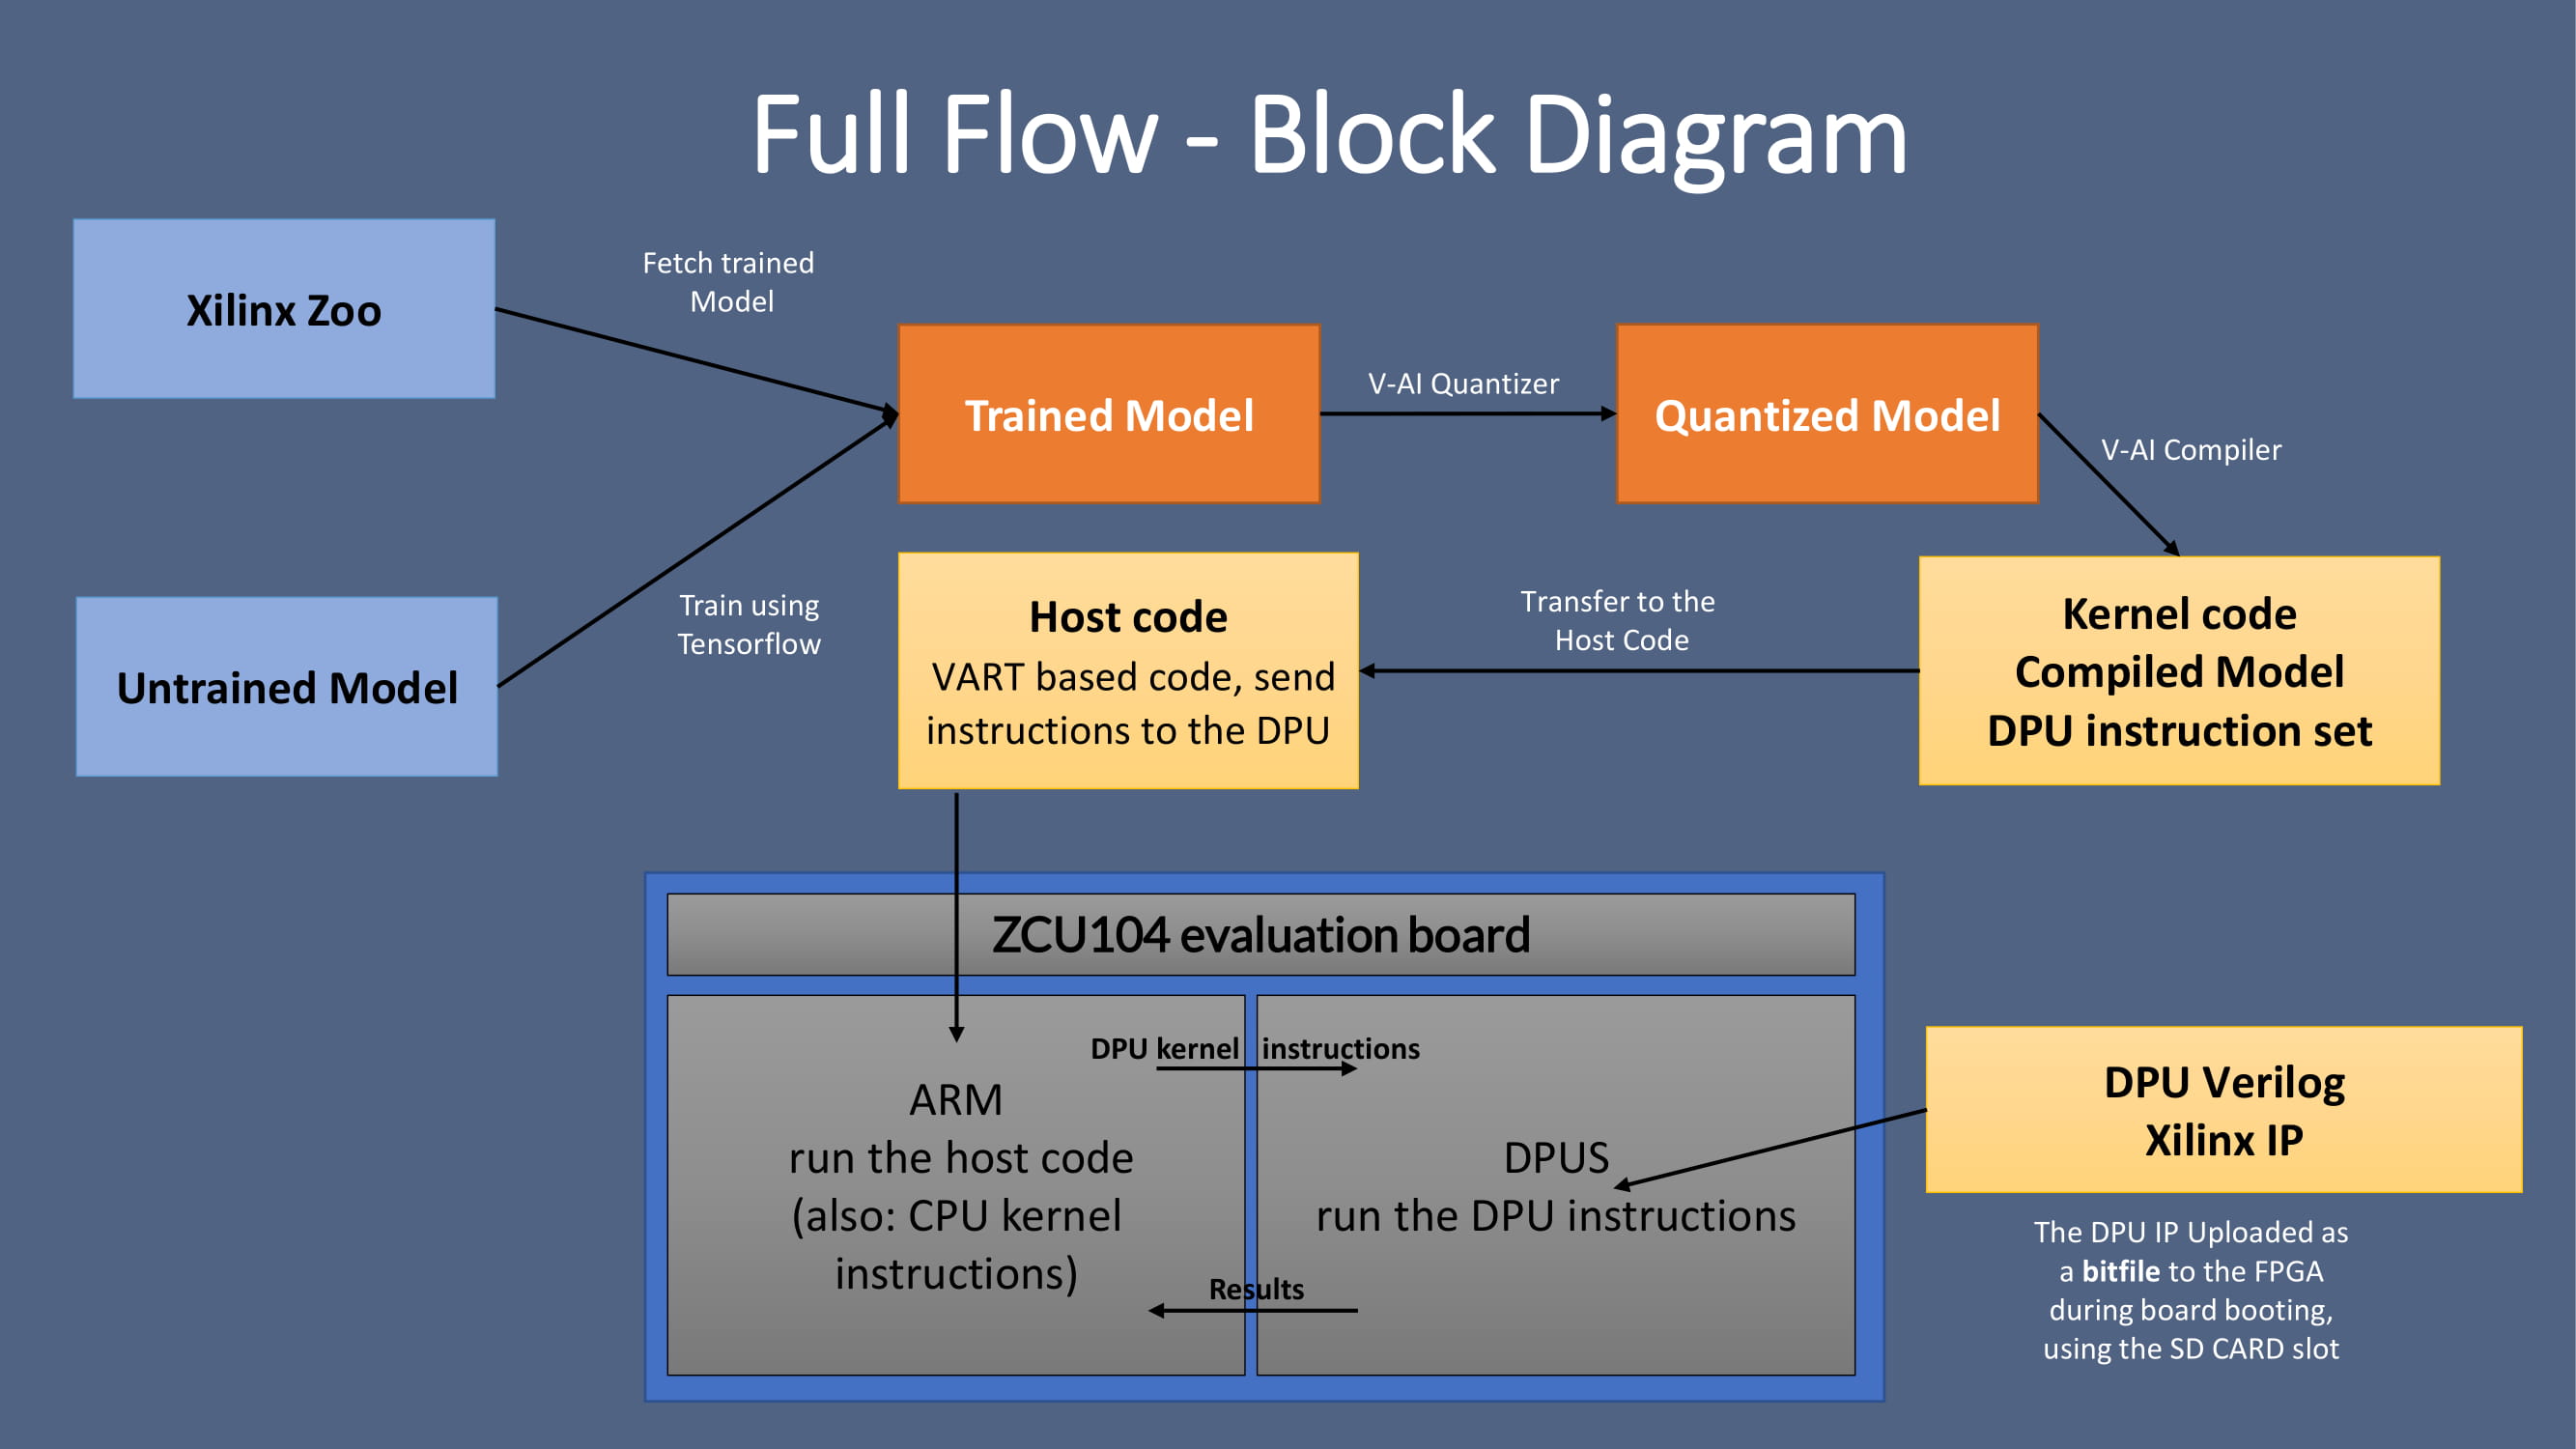 Full Flow - Block Diagram
Xilinx Zoo
Fetch trained
Model
Trained Model
V-AI Quantizer
Quantized Model
V-AI Compiler
Untrained Model
Train using
Tensorflow
Host code
VART based code, send
instructions to the DPU
Transfer to the
Host Code
Kernel code
Compiled Model
DPU instruction set
ZCU104 evaluation board
DPU kernel instructions
ARM
run the host code
(also: CPU kernel
instructions)
DPUS
run the DPU instructions
Results
DPU Verilog
Xilinx IP
The DPU IP Uploaded as
a bitfile to the FPGA
during board booting,
using the SD CARD slot